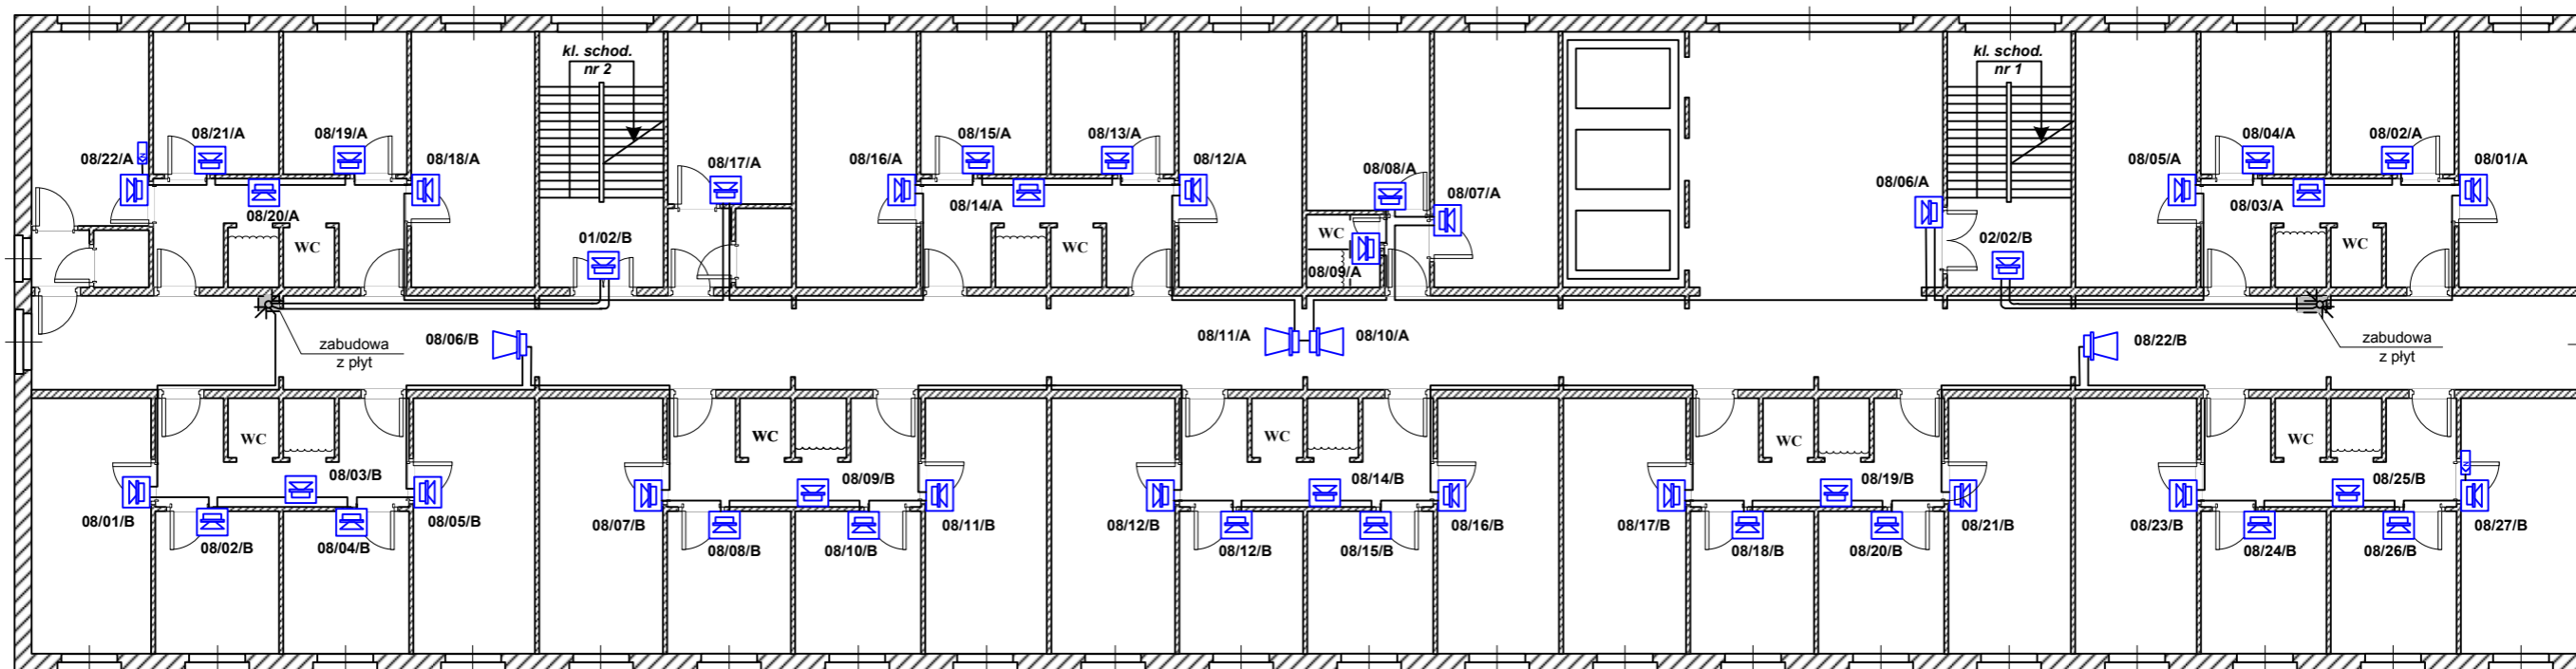 kl. schod.
nr 2
kl. schod.
nr 1
08/21/A
08/19/A
08/15/A
08/13/A
08/04/A
08/02/A
08/22/A
08/18/A
08/17/A
08/16/A
08/12/A
08/08/A
08/05/A
08/01/A
08/06/A
08/07/A
08/20/A
08/14/A
08/03/A
WC
01/02/B
WC
WC
08/09/A
02/02/B
WC
08/06/B
zabudowa
z płyt
08/11/A
08/10/A
08/22/B
zabudowa
z płyt
WC
WC
WC
WC
WC
08/03/B
08/09/B
08/14/B
08/19/B
08/25/B
08/01/B
08/05/B
08/07/B
08/11/B
08/12/B
08/16/B
08/17/B
08/21/B
08/23/B
08/27/B
08/02/B
08/04/B
08/08/B
08/10/B
08/12/B
08/15/B
08/18/B
08/20/B
08/24/B
08/26/B